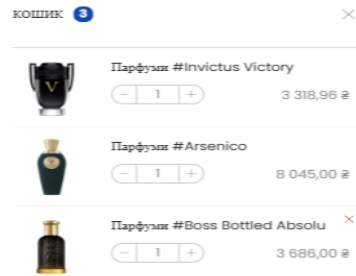 КОШИК 3
Парфуми #Invictus Victory
− 1 +
3 318,96 ₴
Парфуми #Arsenico
− 1 +
8 045,00 ₴
Парфуми #Boss Bottled Absolu
− 1 +
3 686,00 ₴